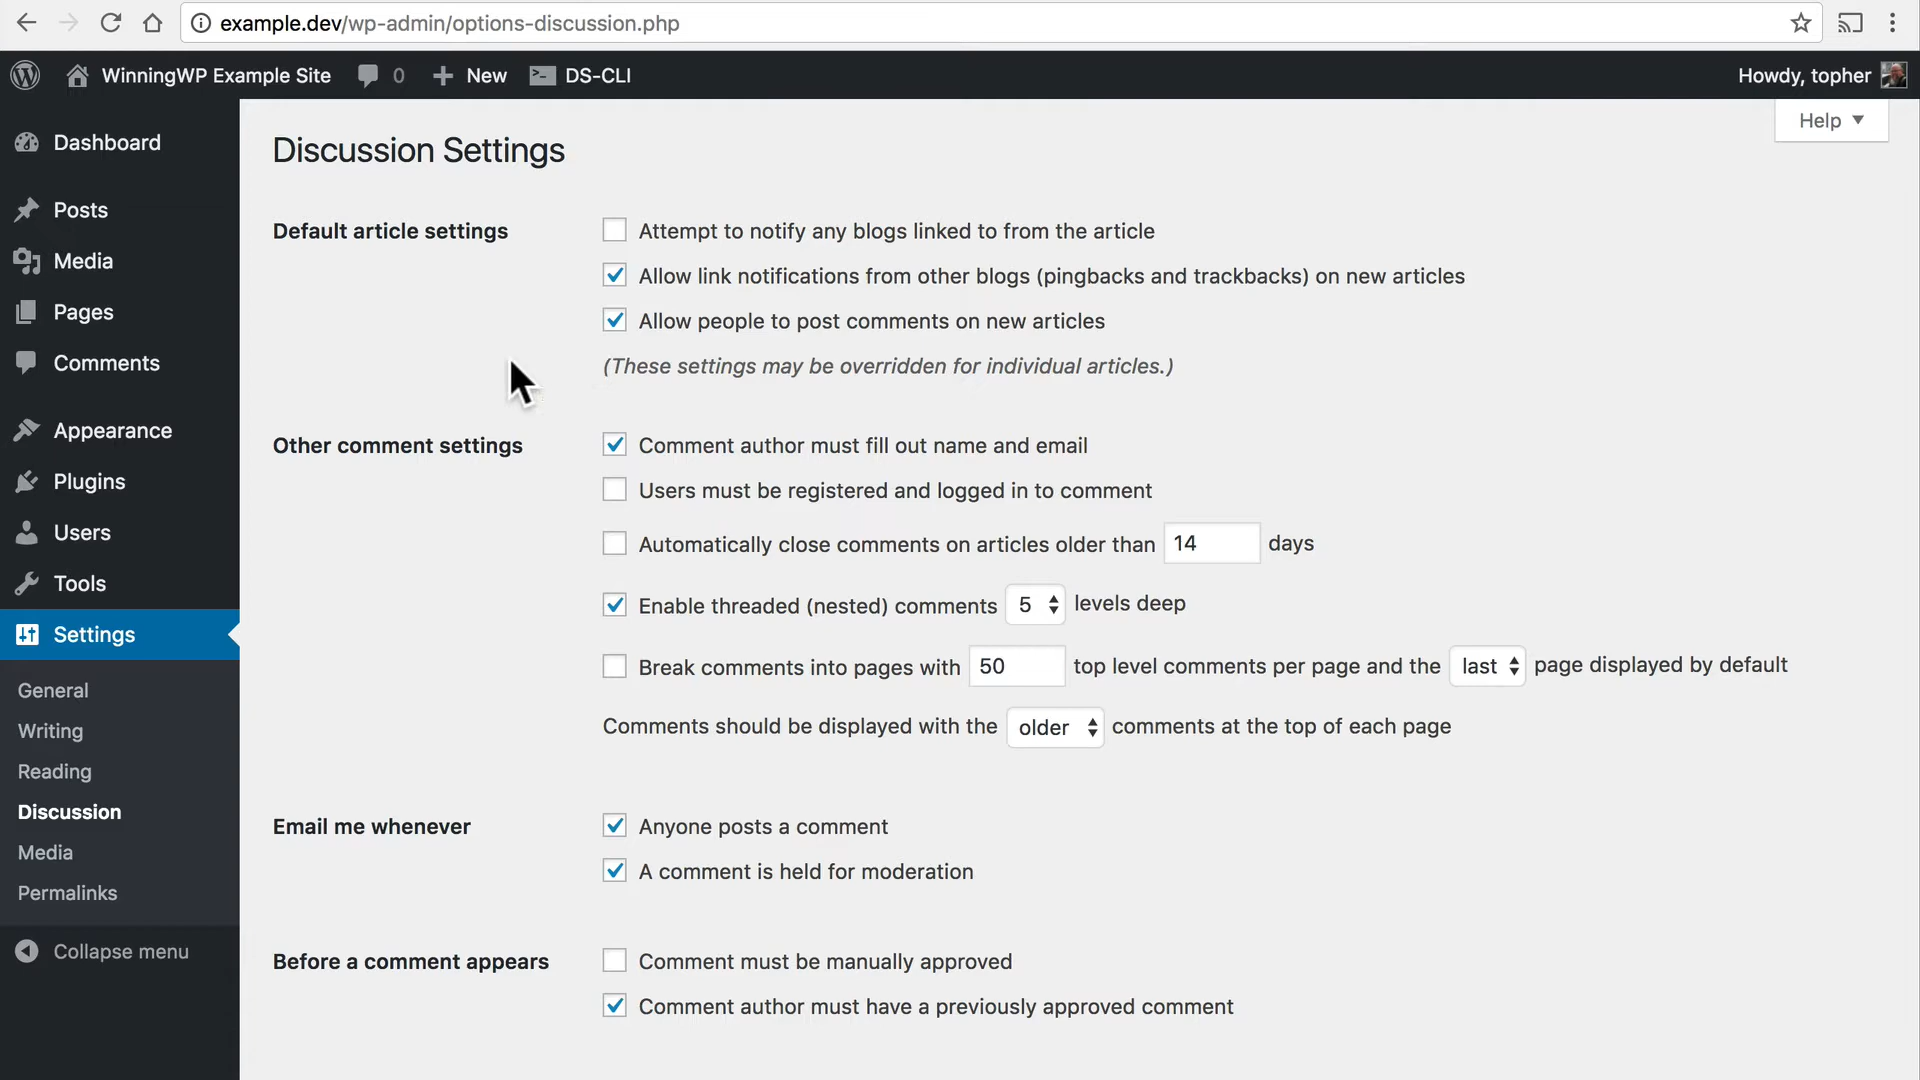 example.dev/wp-admin/options-discussion.php
WinningWP Example Site 0 New DS-CLI Howdy, topher
Help
Dashboard
Posts
Media
Pages
Comments
Appearance
Plugins
Users
Tools
Settings
General
Writing
Reading
Discussion
Media
Permalinks
Collapse menu
Discussion Settings
Default article settings
Attempt to notify any blogs linked to from the article
Allow link notifications from other blogs (pingbacks and trackbacks) on new articles
Allow people to post comments on new articles
(These settings may be overridden for individual articles.)
Other comment settings
Comment author must fill out name and email
Users must be registered and logged in to comment
Automatically close comments on articles older than 14 days
Enable threaded (nested) comments 5 levels deep
Break comments into pages with 50 top level comments per page and the last page displayed by default
Comments should be displayed with the older comments at the top of each page
Email me whenever
Anyone posts a comment
A comment is held for moderation
Before a comment appears
Comment must be manually approved
Comment author must have a previously approved comment